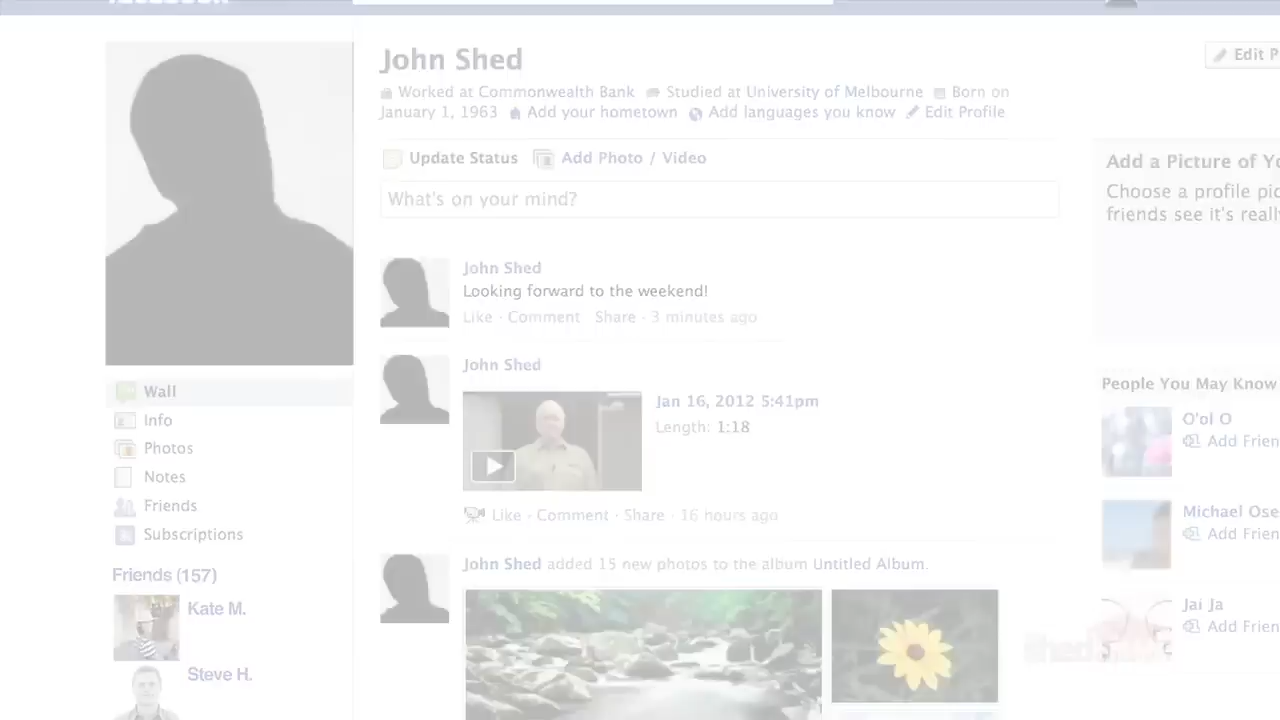 John Shed
Edit P
Worked at Commonwealth Bank Studied at University of Melbourne Born on
January 1, 1963 Add your hometown Add languages you know Edit Profile
Update Status Add Photo / Video
What's on your mind?
Add a Picture of Yo
Choose a profile pic
friends see it's reall
John Shed
Looking forward to the weekend!
Like · Comment Share · 3 minutes ago
John Shed
Jan 16, 2012 5:41pm
Length: 1:18
Like · Comment · Share · 16 hours ago
John Shed added 15 new photos to the album Untitled Album.
Wall
Info
Photos
Notes
Friends
Subscriptions
Friends (157)
Kate M.
Steve H.
People You May Know
O'ol O
Add Frien
Michael Ose
Add Frien
Jai Ja
Add Frien